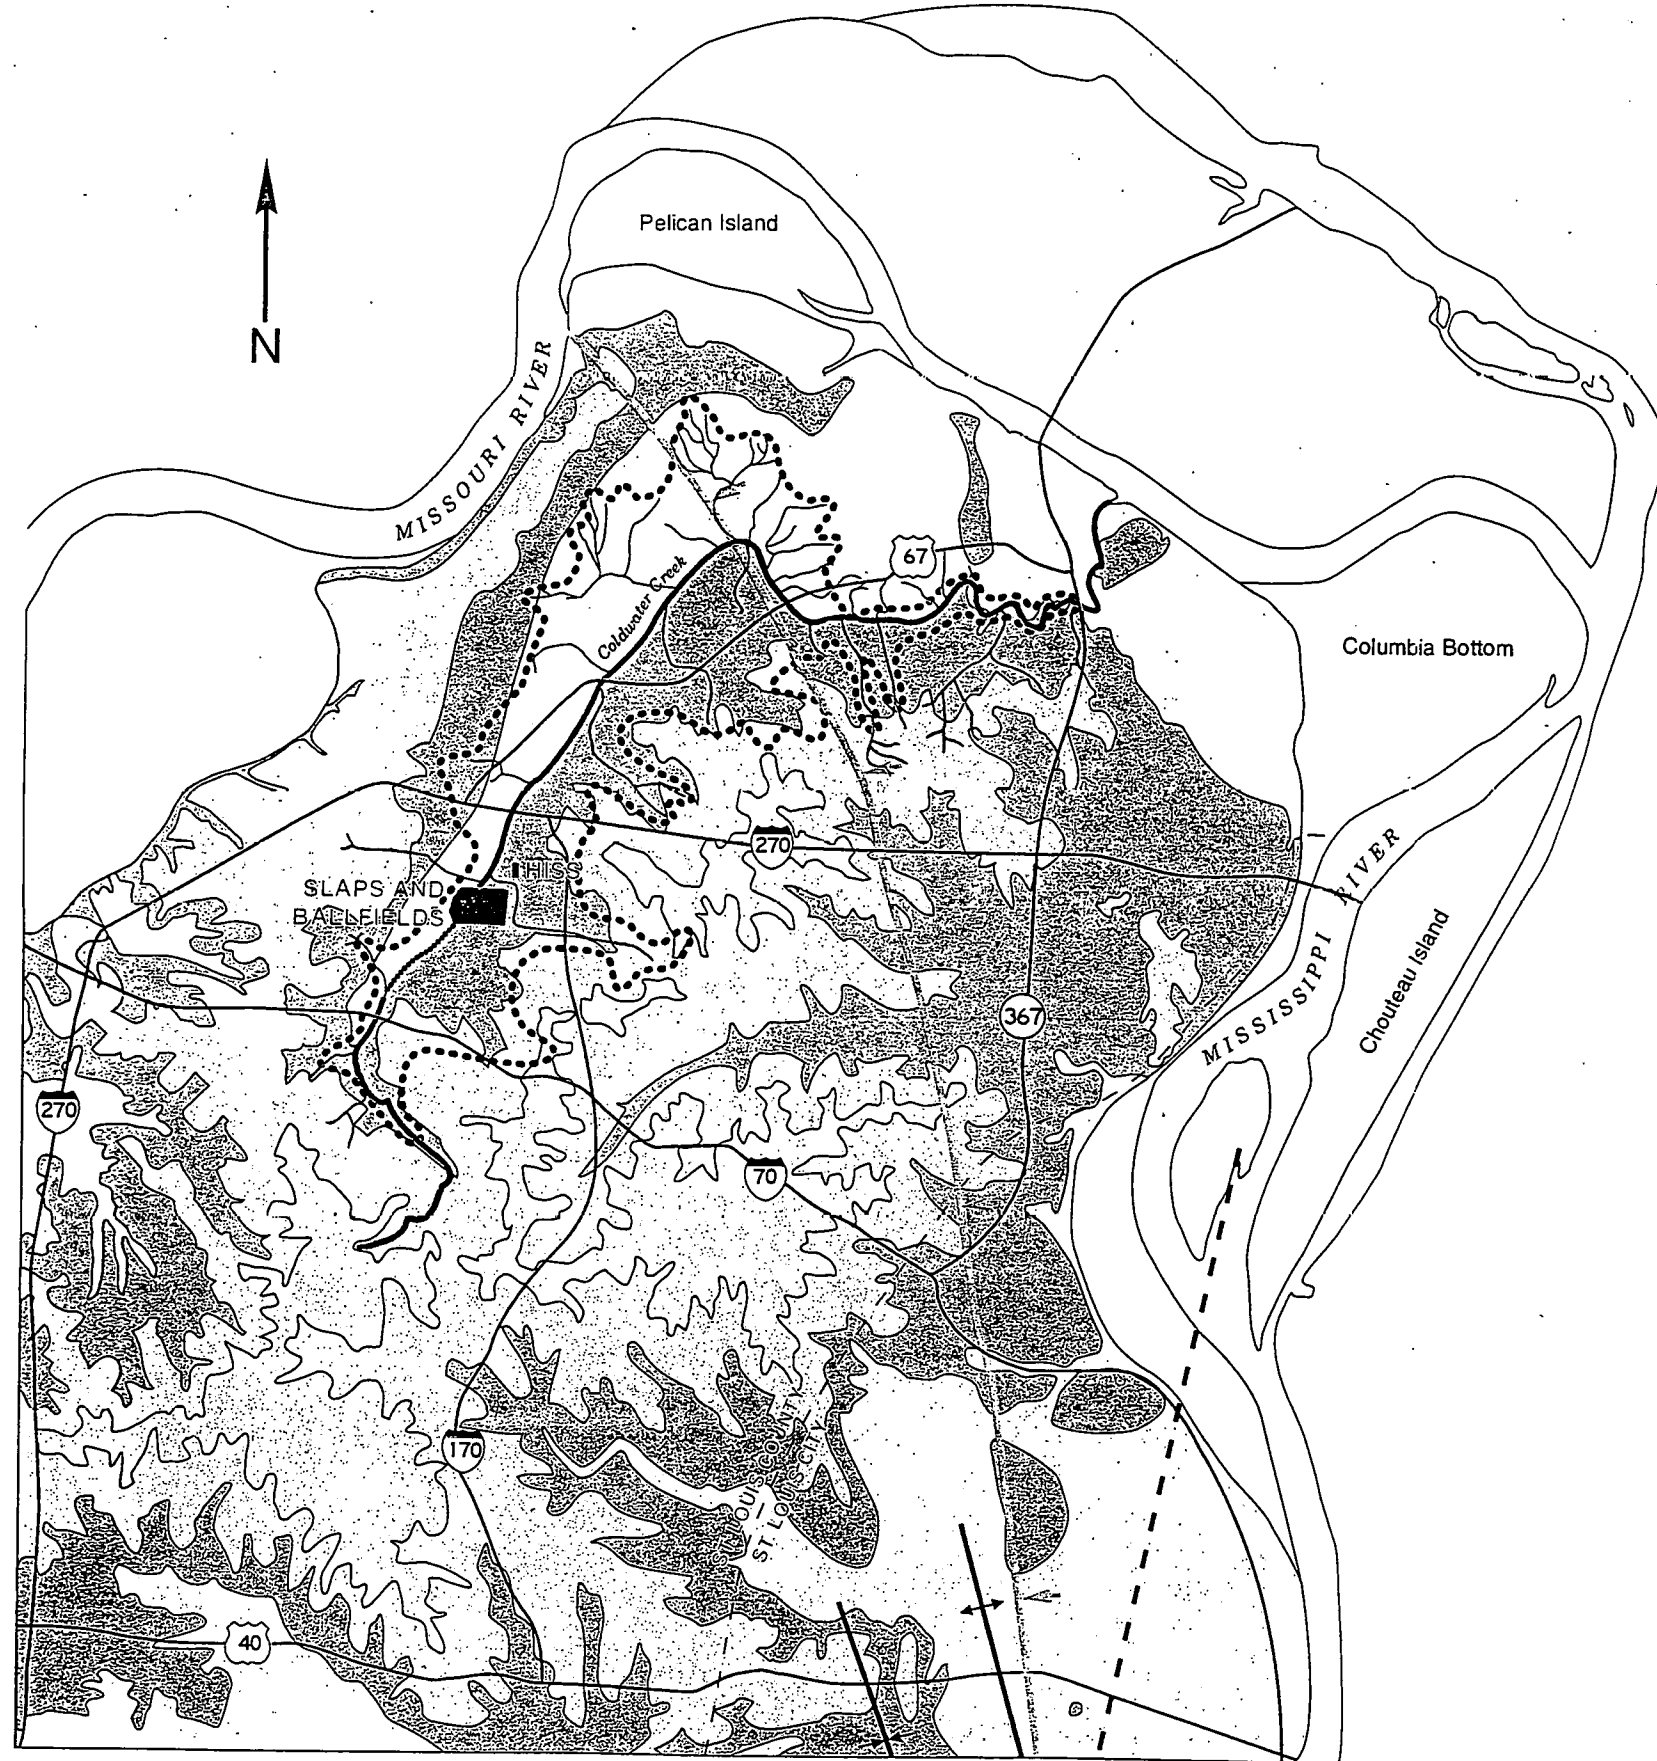 Pelican Island
N
MISSOURI RIVER
67
Coldwater Creek
Columbia Bottom
270
HISS
SLAPS AND
BALLFIELDS
MISSISSIPPI RIVER
Chouteau Island
367
270
70
170
ST LOUIS COUNTY
ST LOUIS CITY
40